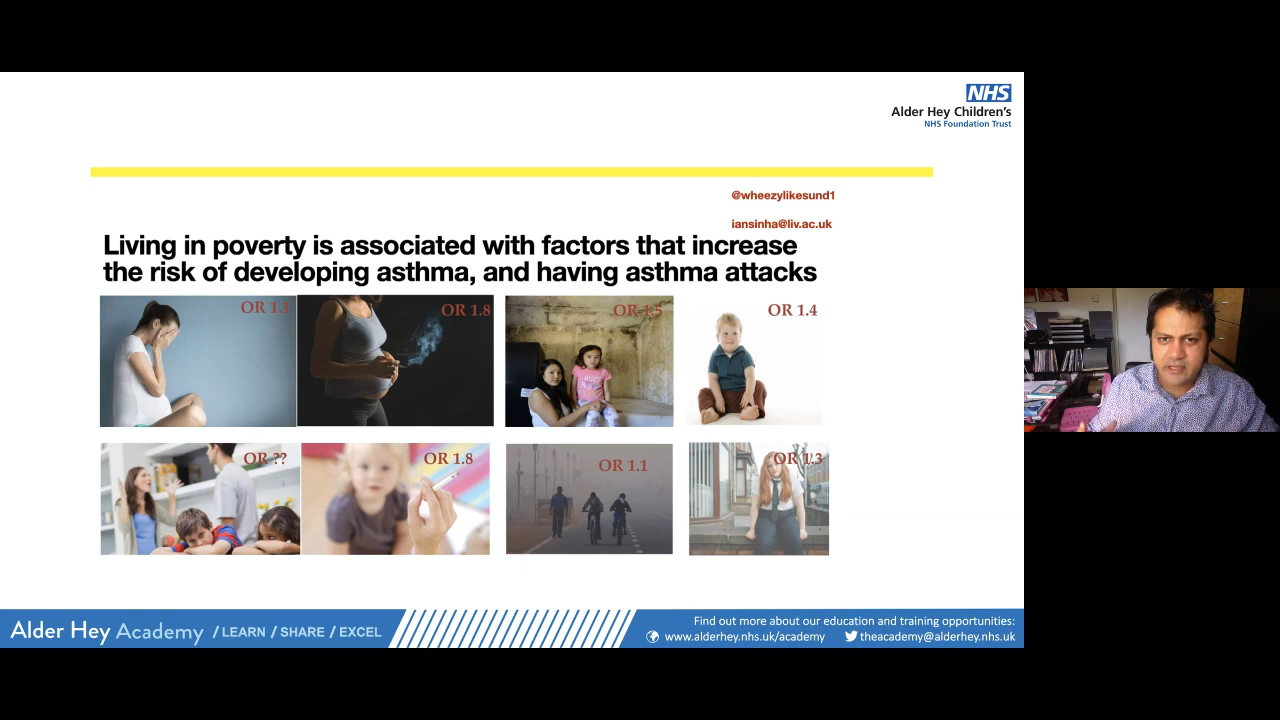 NHS
Alder Hey Children's
NHS Foundation Trust
@wheezylikesund1
iansinha@liv.ac.uk
Living in poverty is associated with factors that increase
the risk of developing asthma, and having asthma attacks
OR 1.1
OR 1.8
OR 1.5
OR 1.4
OR ??
OR 1.8
OR 1.1
OR 1.3
Alder Hey Academy / LEARN / SHARE / EXCEL
Find out more about our education and training opportunities:
www.alderhey.nhs.uk/academy theacademy@alderhey.nhs.uk